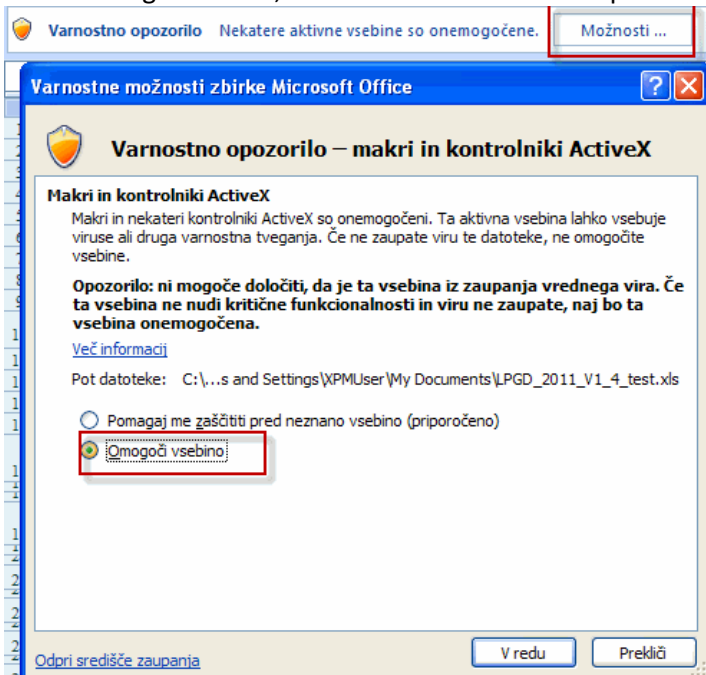 Varnostno opozorilo Nekatere aktivne vsebine so onemogočene. Možnosti ...
Varnostne možnosti zbirke Microsoft Office
Varnostno opozorilo – makri in kontrolniki ActiveX
Makri in kontrolniki ActiveX
Makri in nekateri kontrolniki ActiveX so onemogočeni. Ta aktivna vsebina lahko vsebuje
viruse ali druga varnostna tveganja. Če ne zaupate viru te datoteke, ne omogočite
vsebine.
Opozorilo: ni mogoče določiti, da je ta vsebina iz zaupanja vrednega vira. Če
ta vsebina ne nudi kritične funkcionalnosti in viru ne zaupate, naj bo ta
vsebina onemogočena.
Več informacij
Pot datoteke: C:\...s and Settings\XPMUser\My Documents\LPGD_2011_V1_4_test.xls
Pomagaj me zaščititi pred neznano vsebino (priporočeno)
Omogoči vsebino
Odpri središče zaupanja V redu Prekliči